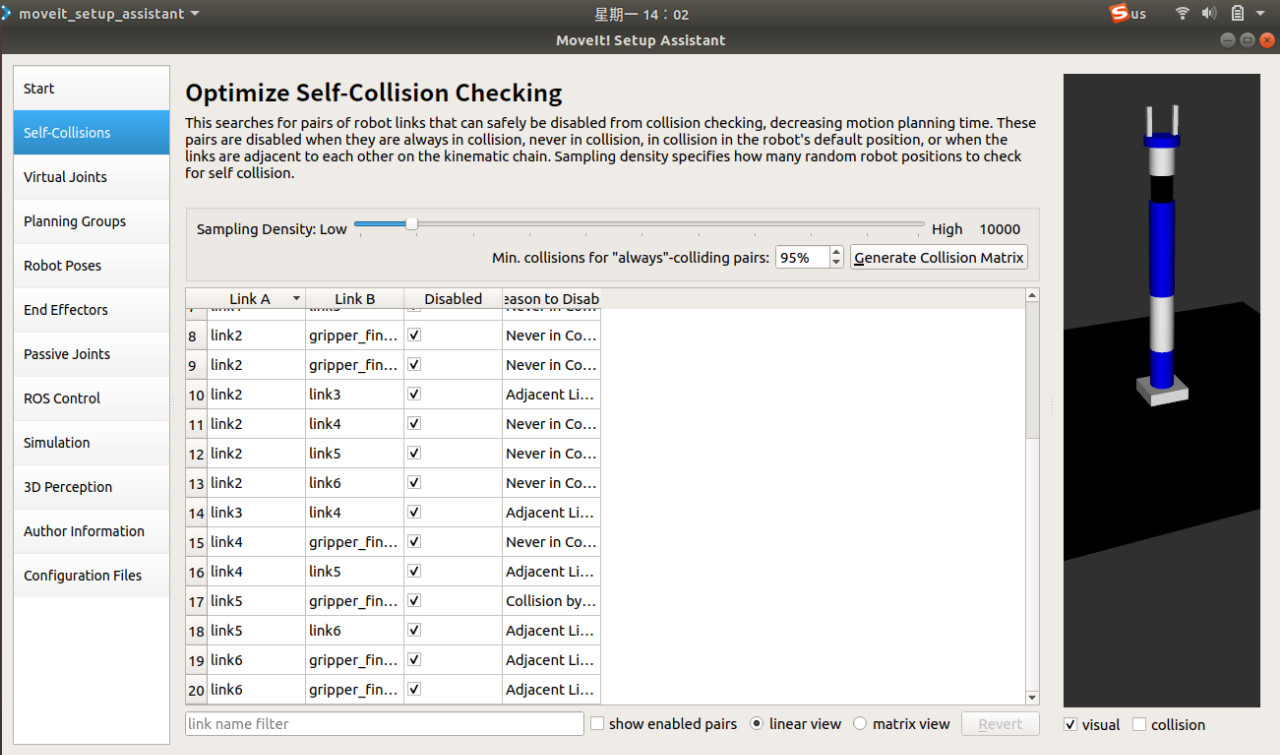 moveit_setup_assistant
星期一 14：02
us
MoveIt! Setup Assistant
Start
Self-Collisions
Virtual Joints
Planning Groups
Robot Poses
End Effectors
Passive Joints
ROS Control
Simulation
3D Perception
Author Information
Configuration Files
Optimize Self-Collision Checking
This searches for pairs of robot links that can safely be disabled from collision checking, decreasing motion planning time. These
pairs are disabled when they are always in collision, never in collision, in collision in the robot's default position, or when the
links are adjacent to each other on the kinematic chain. Sampling density specifies how many random robot positions to check
for self collision.
Sampling Density: Low High 10000
Min. collisions for "always"-colliding pairs: 95% Generate Collision Matrix
Link A Link B Disabled eason to Disab
8 link2 gripper_fin... Never in Co...
9 link2 gripper_fin... Never in Co...
10 link2 link3 Adjacent Li...
11 link2 link4 Never in Co...
12 link2 link5 Never in Co...
13 link2 link6 Never in Co...
14 link3 link4 Adjacent Li...
15 link4 gripper_fin... Never in Co...
16 link4 link5 Adjacent Li...
17 link5 gripper_fin... Collision by...
18 link5 link6 Adjacent Li...
19 link6 gripper_fin... Adjacent Li...
20 link6 gripper_fin... Adjacent Li...
link name filter show enabled pairs linear view matrix view Revert
visual collision